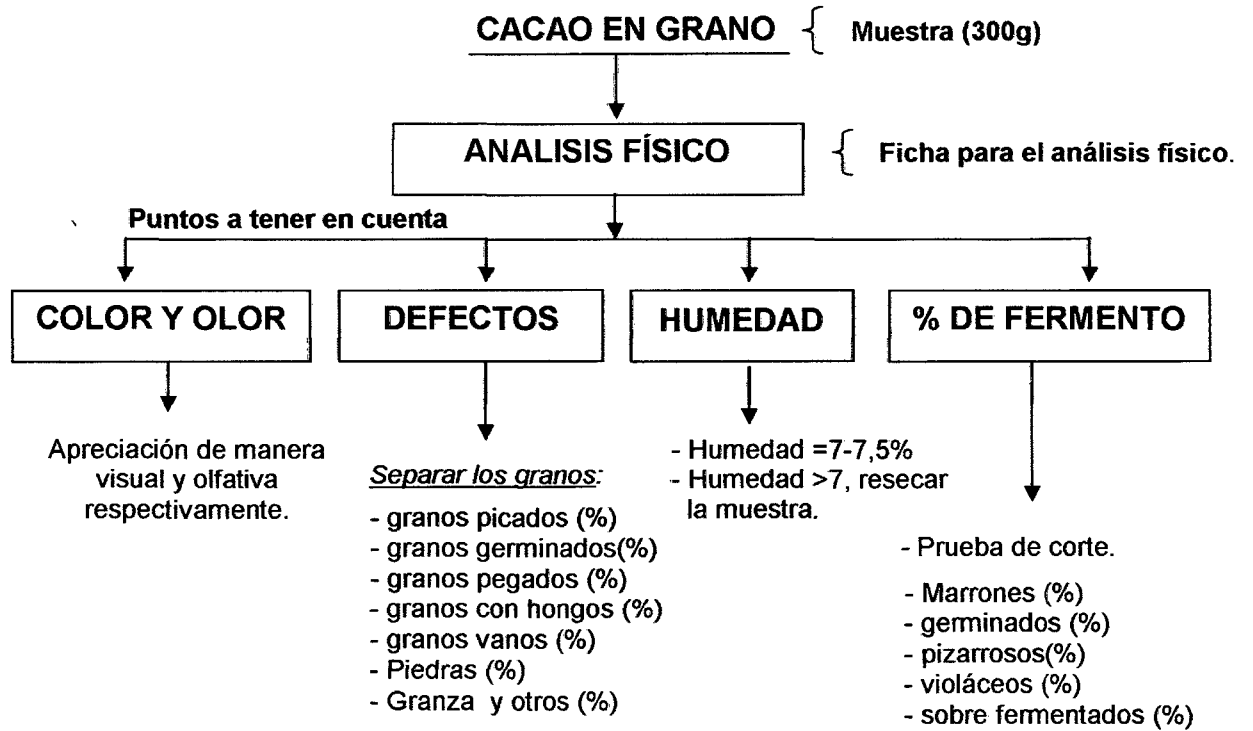 CACAO EN GRANO
Muestra (300g)
ANALISIS FÍSICO
Ficha para el análisis físico.
Puntos a tener en cuenta
COLOR Y OLOR
DEFECTOS
HUMEDAD
% DE FERMENTO
Apreciación de manera
visual y olfativa
respectivamente.
Separar los granos:
- granos picados (%)
- granos germinados(%)
- granos pegados (%)
- granos con hongos (%)
- granos vanos (%)
- Piedras (%)
- Granza y otros (%)
- Humedad =7-7,5%
- Humedad >7, resecar
la muestra.
- Prueba de corte.
- Marrones (%)
- germinados (%)
- pizarrosos(%)
- violáceos (%)
- sobre fermentados (%)